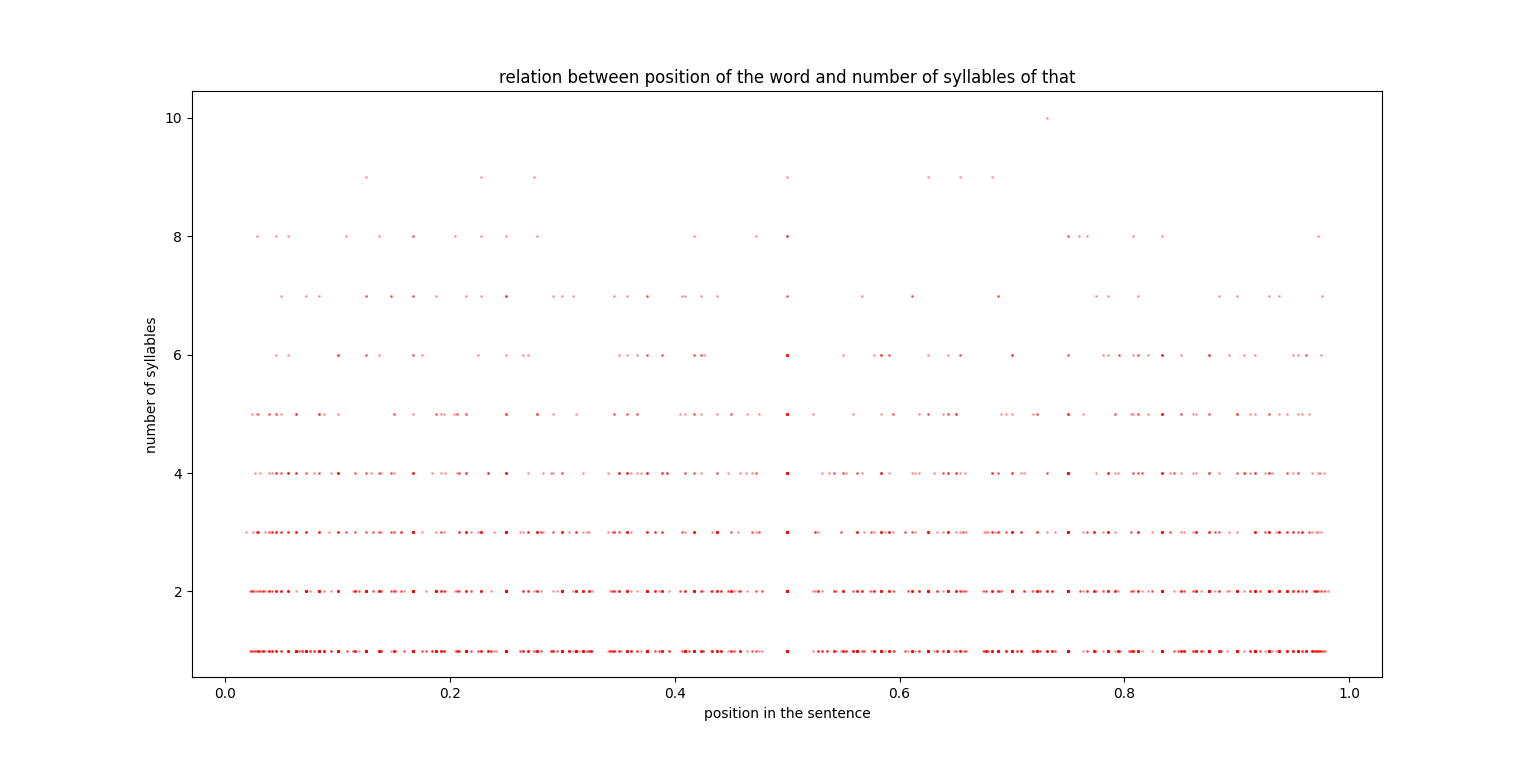 relation between position of the word and number of syllables of that
10
8
6
4
2
number of syllables
0.0 0.2 0.4 0.6 0.8 1.0
position in the sentence